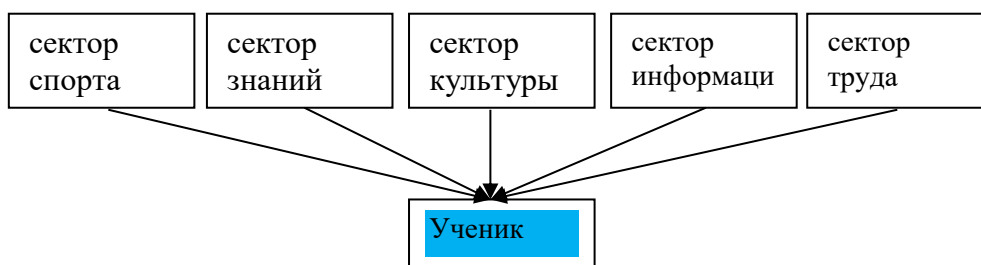 сектор
спорта
сектор
знаний
сектор
культуры
сектор
информаци
сектор
труда
Ученик